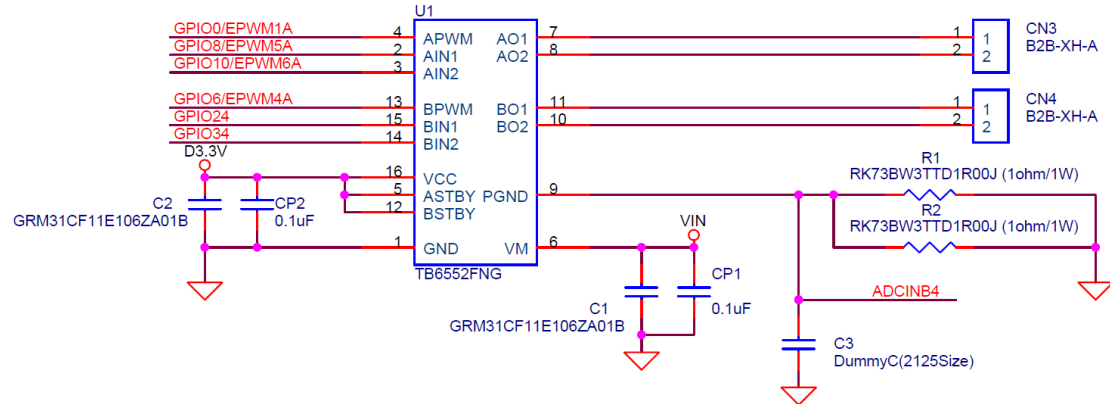 U1
GPIO0/EPWM1A 4 APWM AO1 7 1 1 CN3
GPIO8/EPWM5A 2 AIN1 AO2 8 2 2 B2B-XH-A
GPIO10/EPWM6A 3 AIN2
GPIO6/EPWM4A 13 BPWM BO1 11 1 1 CN4
GPIO24 15 BIN1 BO2 10 2 2 B2B-XH-A
GPIO34 14 BIN2
D3.3V
R1
RK73BW3TTD1R00J (1ohm/1W)
16 VCC
5 ASTBY PGND 9
12 BSTBY
C2 CP2
GRM31CF11E106ZA01B 0.1uF
R2
RK73BW3TTD1R00J (1ohm/1W)
VIN
1 GND VM 6
TB6552FNG
CP1
C1 0.1uF
GRM31CF11E106ZA01B
ADCINB4
C3
DummyC(2125Size)